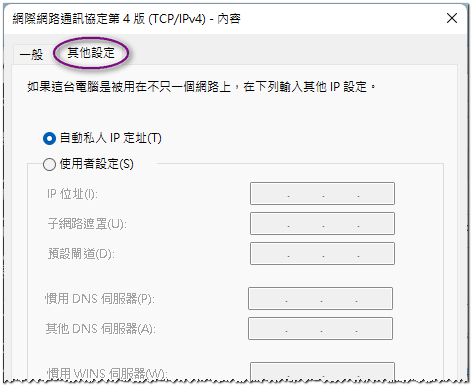 網際網路通訊協定第 4 版 (TCP/IPv4) - 內容
一般
其他設定
如果這台電腦是被用在不只一個網路上，在下列輸入其他 IP 設定。
自動私人 IP 定址(T)
使用者設定(S)
IP 位址(I):
子網路遮罩(U):
預設閘道(D):
慣用 DNS 伺服器(P):
其他 DNS 伺服器(A):
慣用 WINS 伺服器(W):